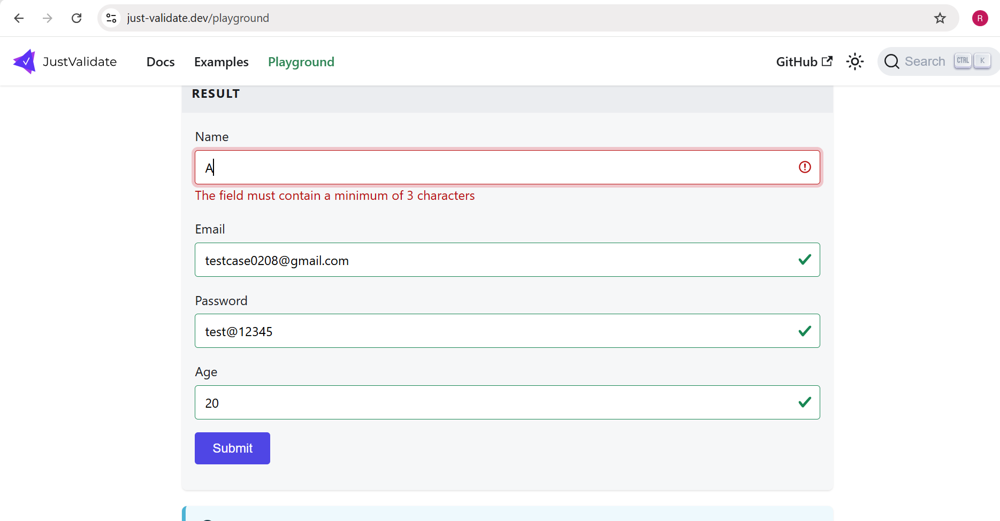 just-validate.dev/playground
R
JustValidate Docs Examples Playground GitHub Search CTRL K
RESULT
Name
A
The field must contain a minimum of 3 characters
Email
testcase0208@gmail.com
Password
test@12345
Age
20
Submit